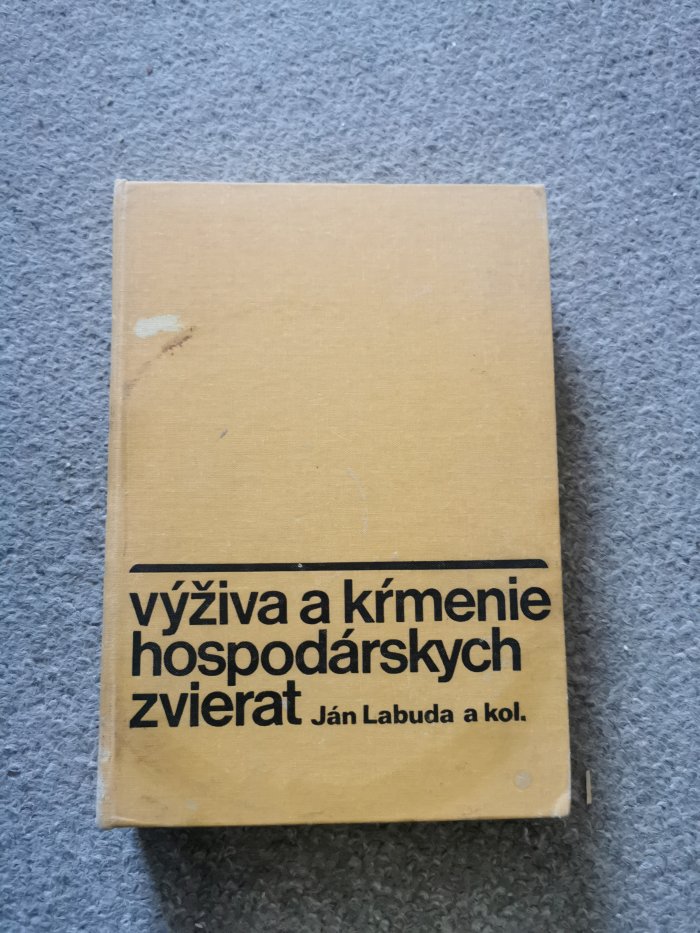 výživa a kŕmenie
hospodárskych
zvierat Ján Labuda a kol.